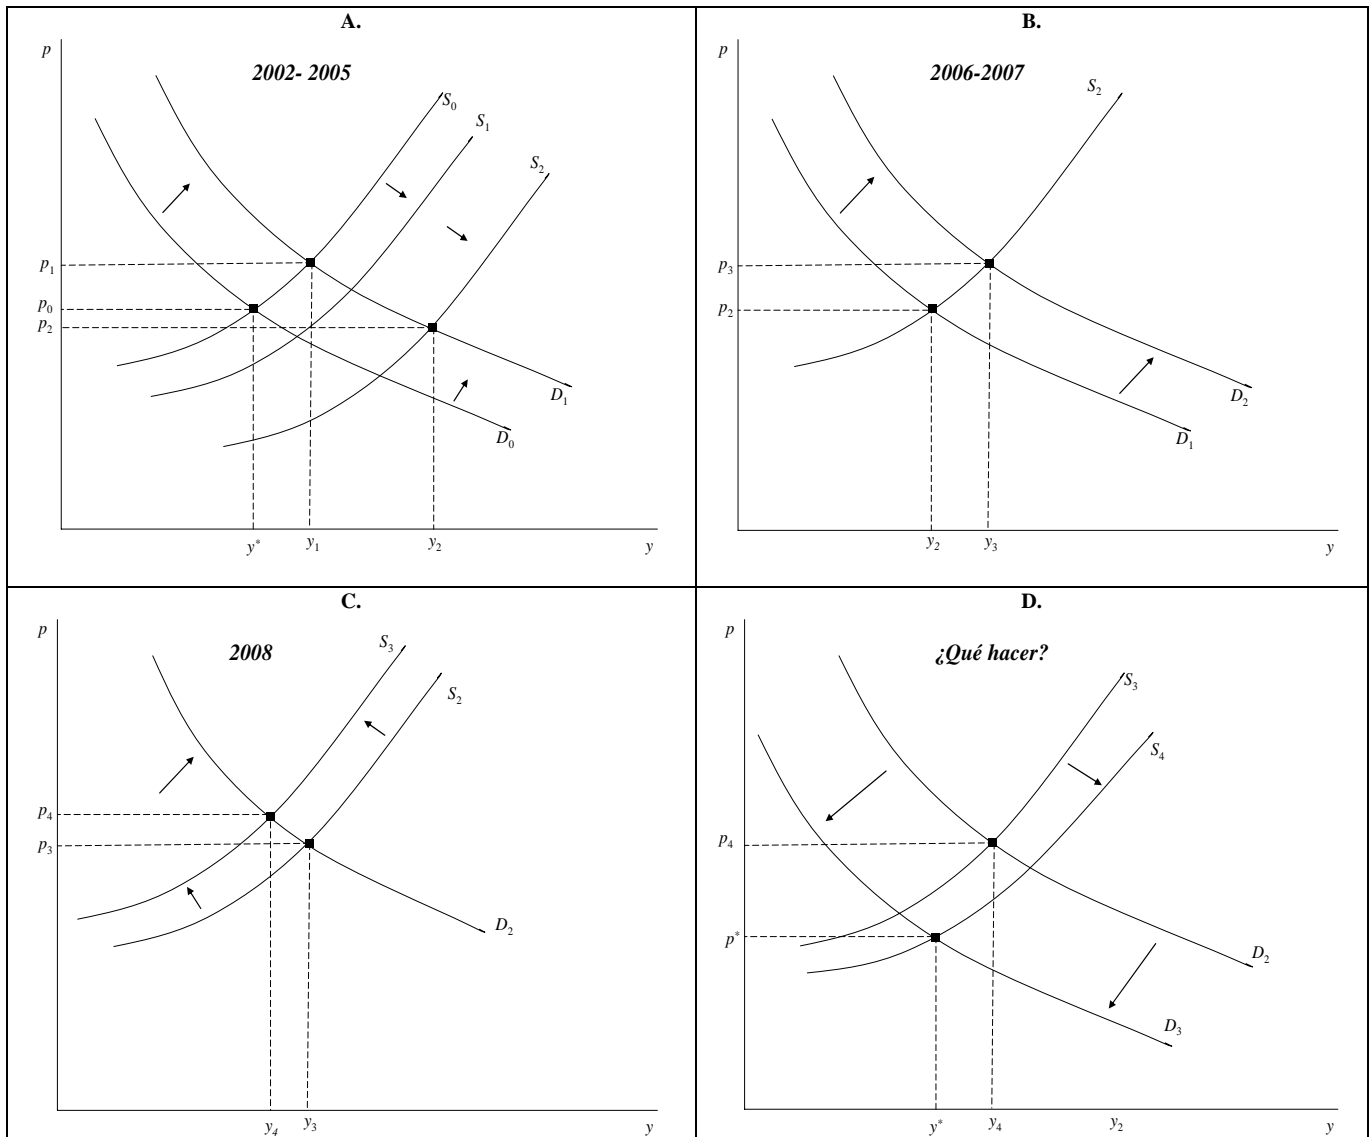 A.
p
2002- 2005
S₀
S₁
S₂
p₁
p₀
p₂
D₁
D₀
y*
y₁
y₂
y
B.
p
2006-2007
S₂
p₃
p₂
D₂
D₁
y₂
y₃
y
C.
p
2008
S₃
S₂
p₄
p₃
D₂
y₄
y₃
y
D.
p
¿Qué hacer?
S₃
S₄
p₄
p*
D₂
D₃
y*
y₄
y₂
y